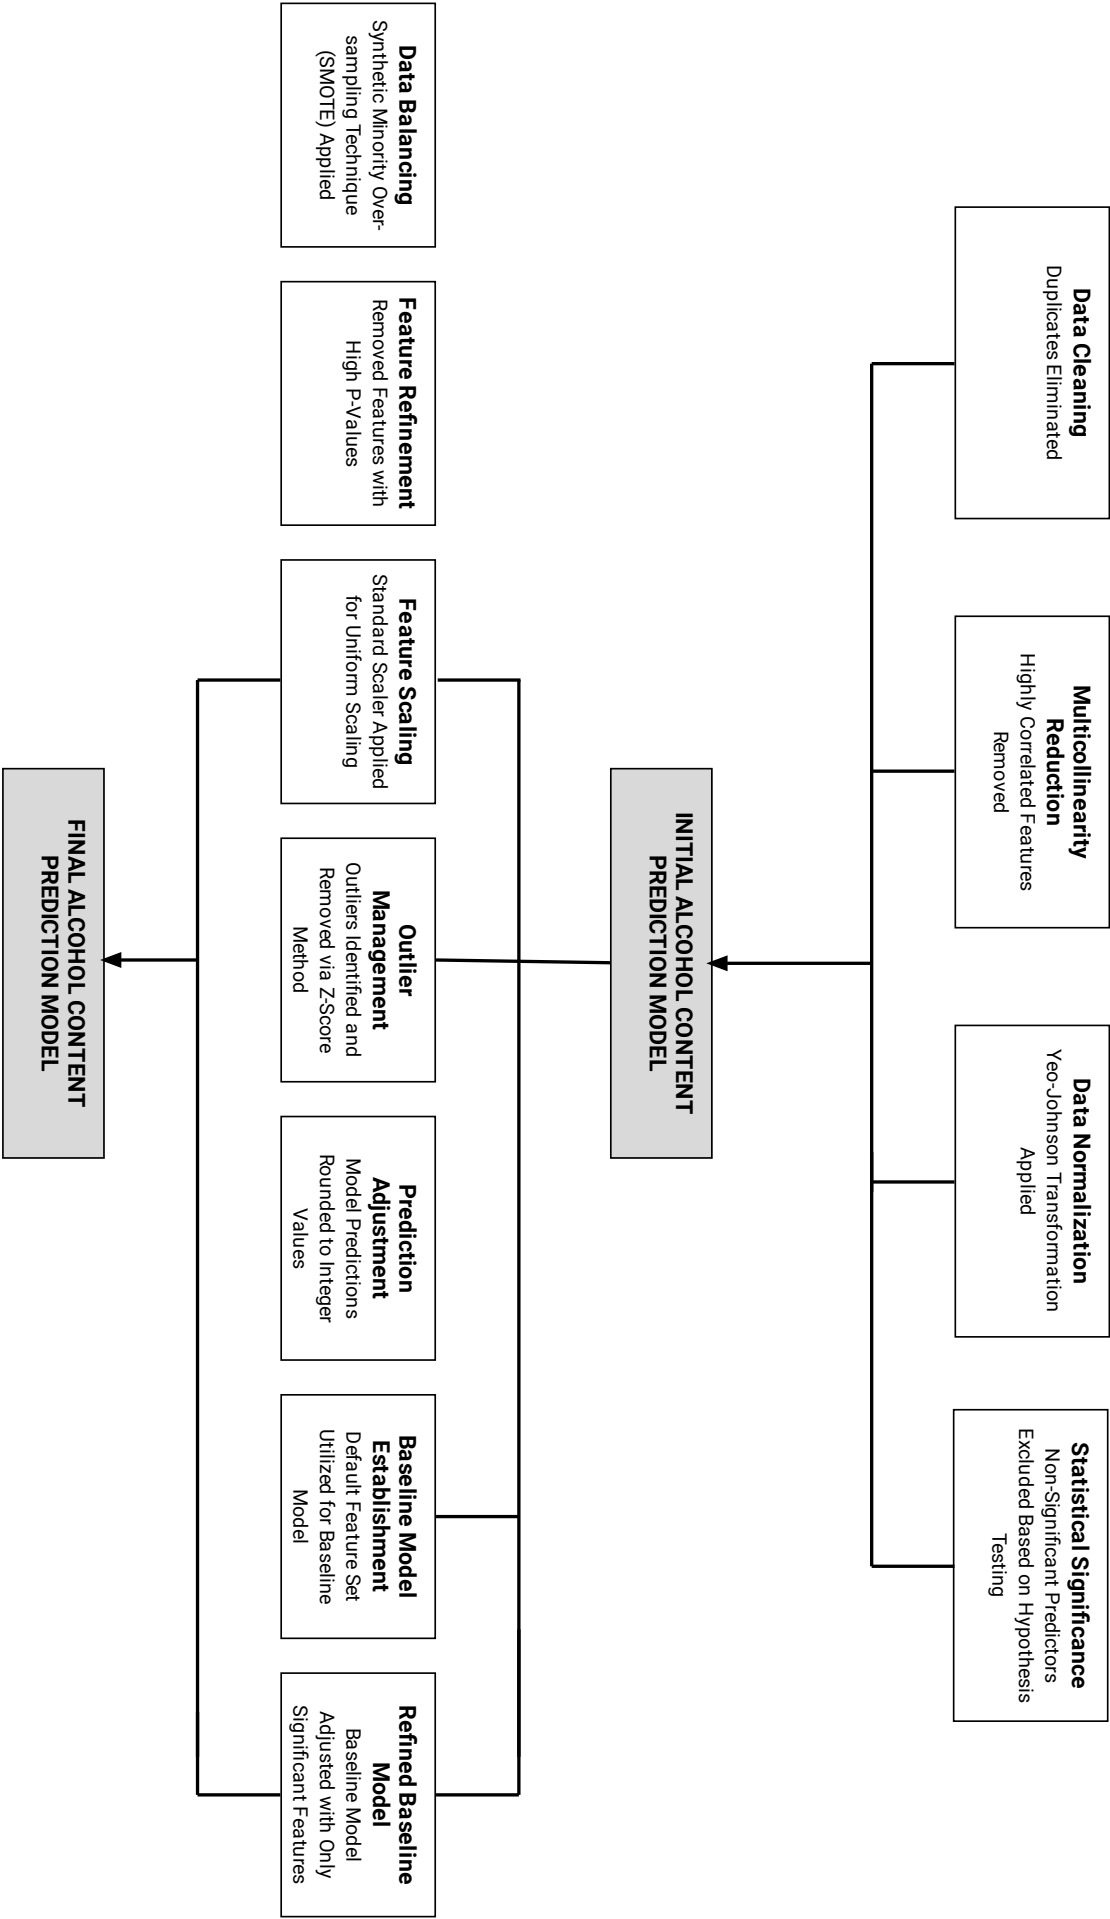 Data Cleaning
Duplicates Eliminated
Multicollinearity
Reduction
Highly Correlated Features
Removed
Data Normalization
Yeo-Johnson Transformation
Applied
Statistical Significance
Non-Significant Predictors
Excluded Based on Hypothesis
Testing
INITIAL ALCOHOL CONTENT
PREDICTION MODEL
Data Balancing
Synthetic Minority Over-
sampling Technique
(SMOTE) Applied
Feature Refinement
Removed Features with
High P-Values
Feature Scaling
Standard Scaler Applied
for Uniform Scaling
Outlier
Management
Outliers Identified and
Removed via Z-Score
Method
Prediction
Adjustment
Model Predictions
Rounded to Integer
Values
Baseline Model
Establishment
Default Feature Set
Utilized for Baseline
Model
Refined Baseline
Model
Baseline Model
Adjusted with Only
Significant Features
FINAL ALCOHOL CONTENT
PREDICTION MODEL